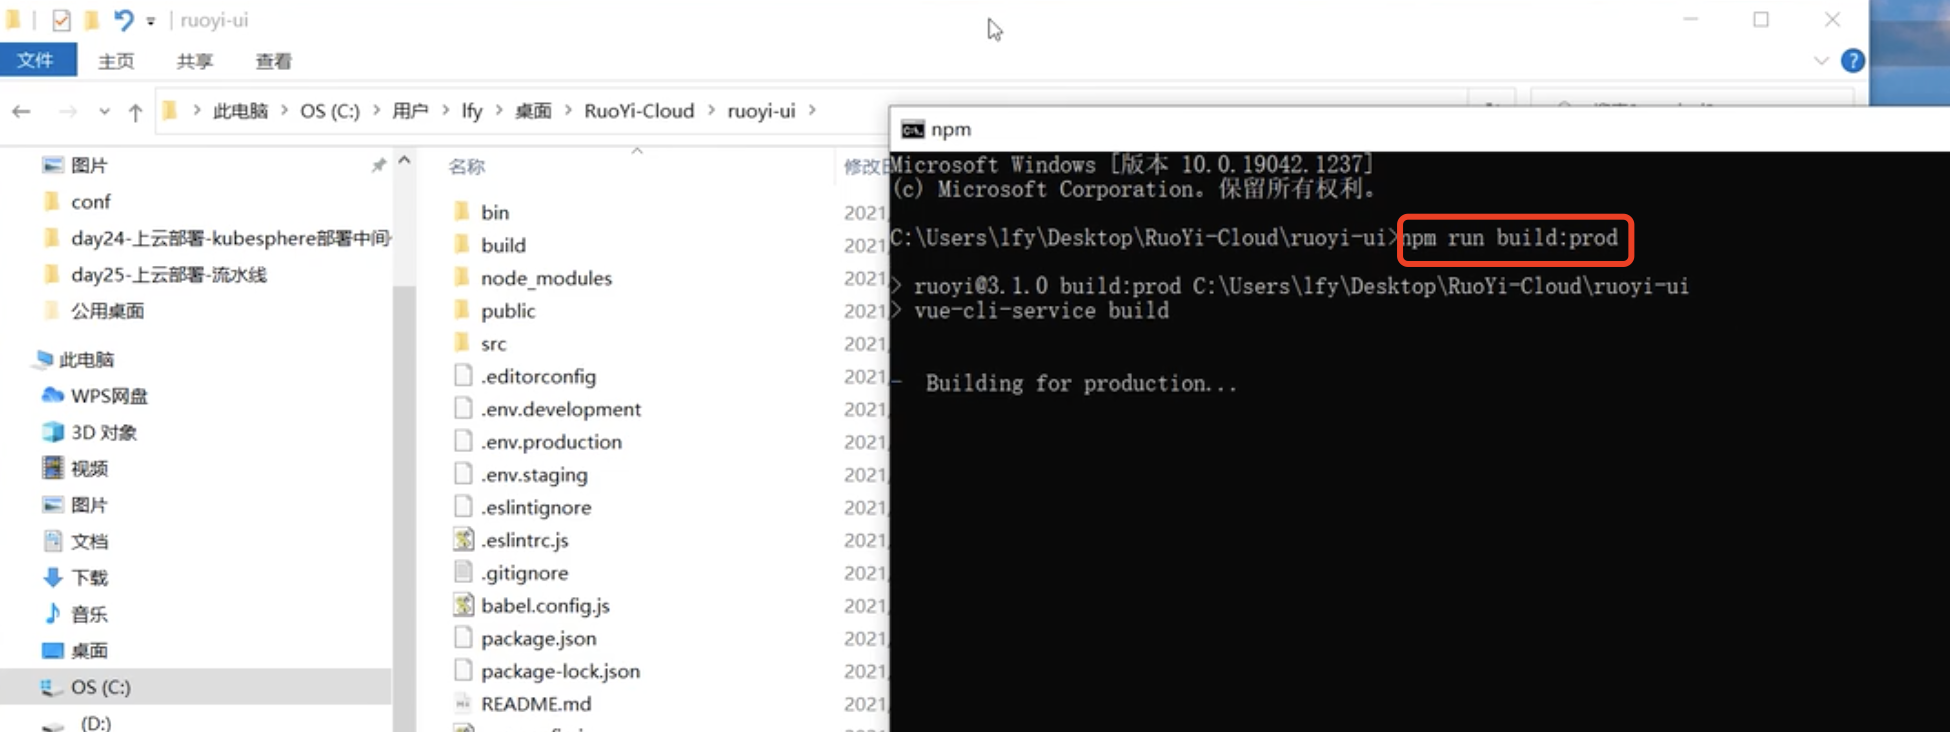 ruoyi-ui
文件 主页 共享 查看
此电脑 OS (C:) 用户 lfy 桌面 RuoYi-Cloud ruoyi-ui
图片
conf
day24-上云部署-kubesphere部署中间
day25-上云部署-流水线
公用桌面
此电脑
WPS网盘
3D 对象
视频
图片
文档
下载
音乐
桌面
OS (C:)
(D:)
名称 修改日
bin 2021
build 2021
node_modules 2021
public 2021
src 2021
.editorconfig 2021
.env.development 2021
.env.production 2021
.env.staging 2021
.eslintignore 2021
.eslintrc.js 2021
.gitignore 2021
babel.config.js 2021
package.json 2021
package-lock.json 2021
README.md 2021
npm
Microsoft Windows [版本 10.0.19042.1237]
(c) Microsoft Corporation。保留所有权利。
C:\Users\lfy\Desktop\RuoYi-Cloud\ruoyi-ui>npm run build:prod
> ruoyi@3.1.0 build:prod C:\Users\lfy\Desktop\RuoYi-Cloud\ruoyi-ui
> vue-cli-service build
- Building for production...